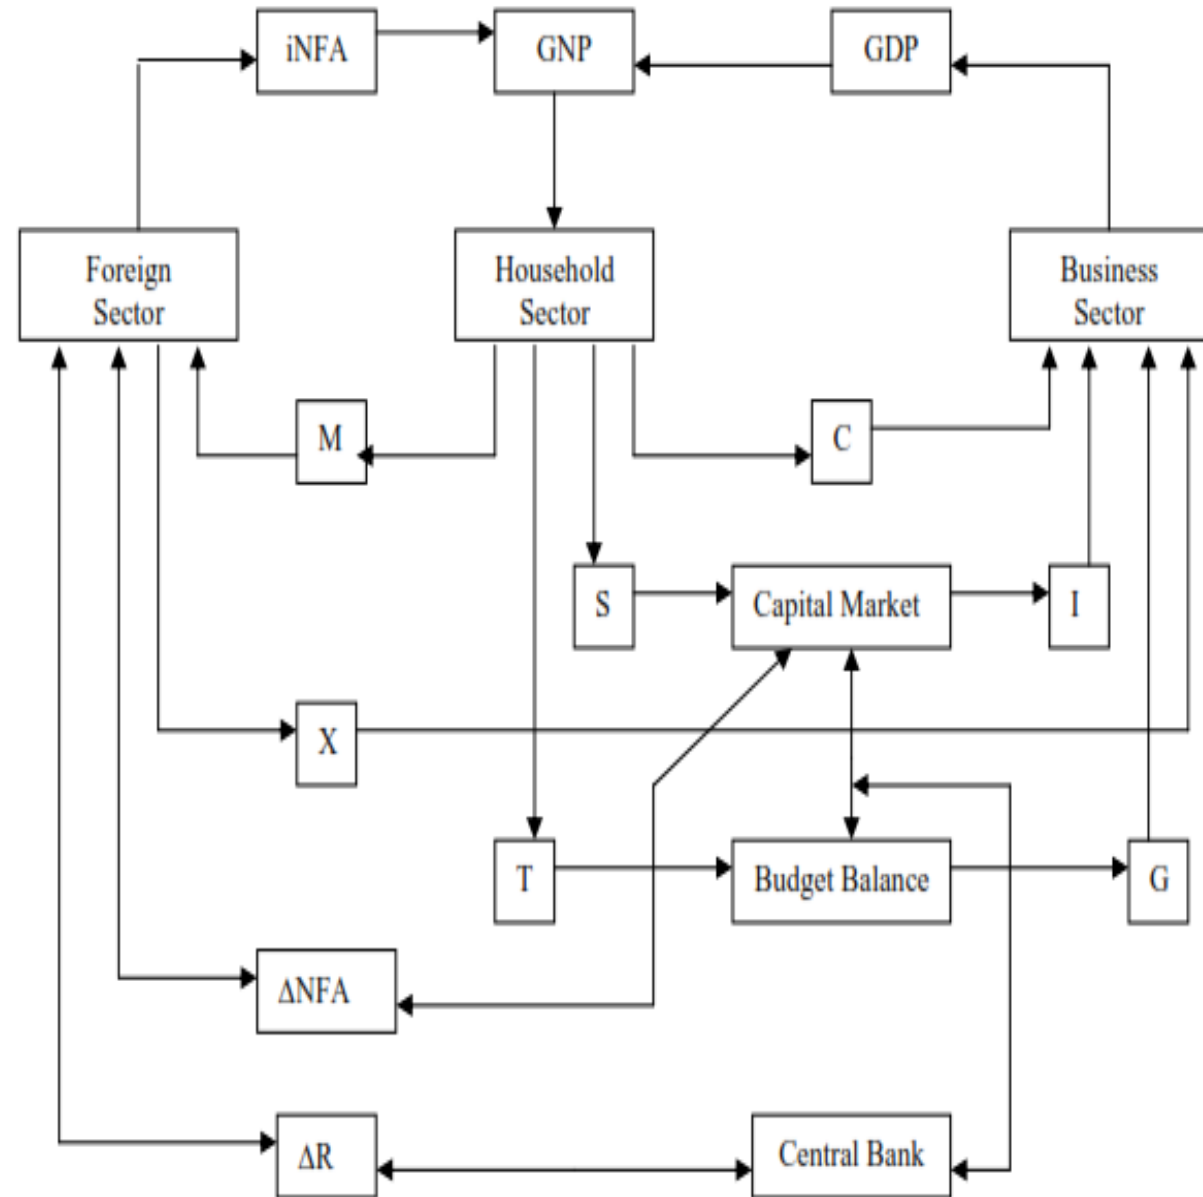 iNFA
GNP
GDP
Foreign
Sector
Household
Sector
Business
Sector
M
C
S
Capital Market
I
X
T
Budget Balance
G
ΔNFA
ΔR
Central Bank